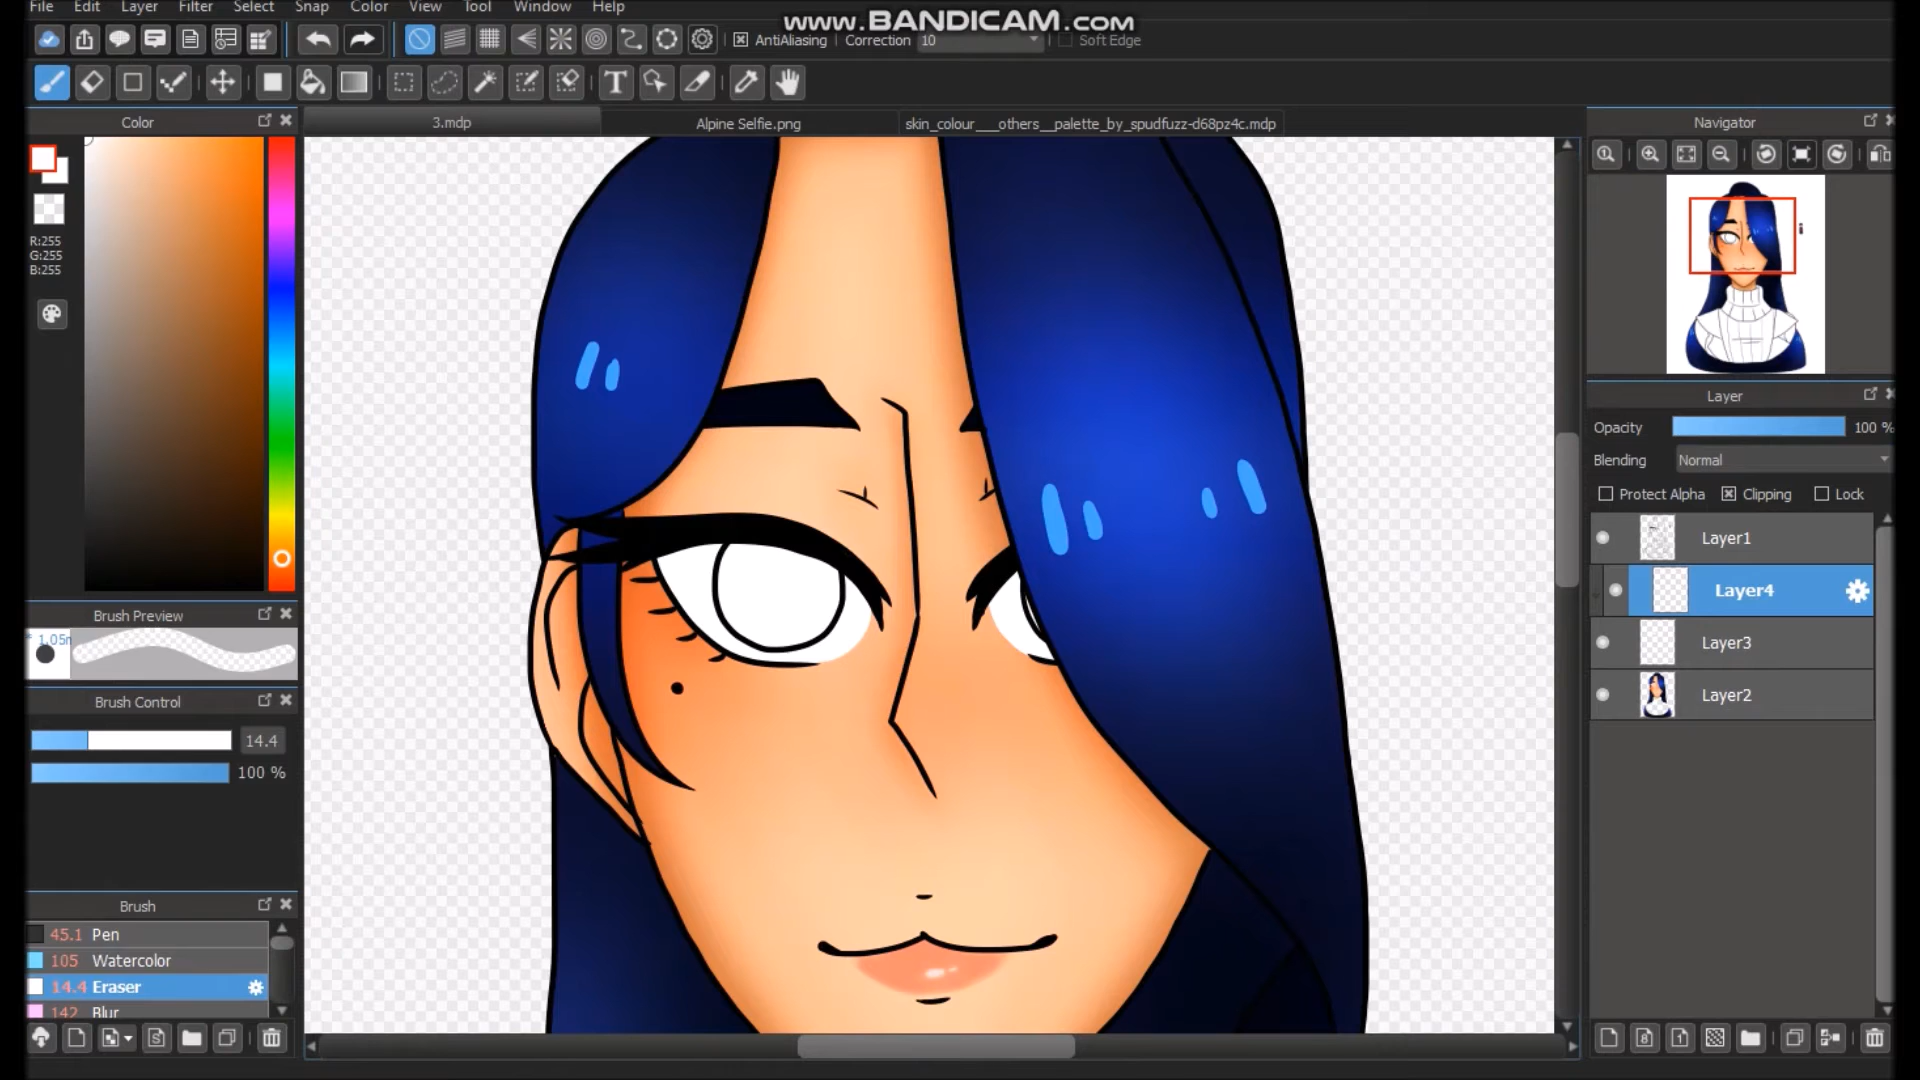 www.BANDICAM.com
File Edit Layer Filter Select Snap Color View Tool Window Help
AntiAliasing Correction 10 Soft Edge
T
Color
3.mdp
Alpine Selfie.png
skin_colour___others__palette_by_spudfuzz-d68pz4c.mdp
Navigator
R:255
G:255
B:255
Layer
Opacity 100 %
Blending Normal
Protect Alpha Clipping Lock
Layer1
Layer4
Layer3
Layer2
Brush Preview
Brush Control
14.4
100 %
Brush
45.1 Pen
105 Watercolor
14.4 Eraser
142 Blur